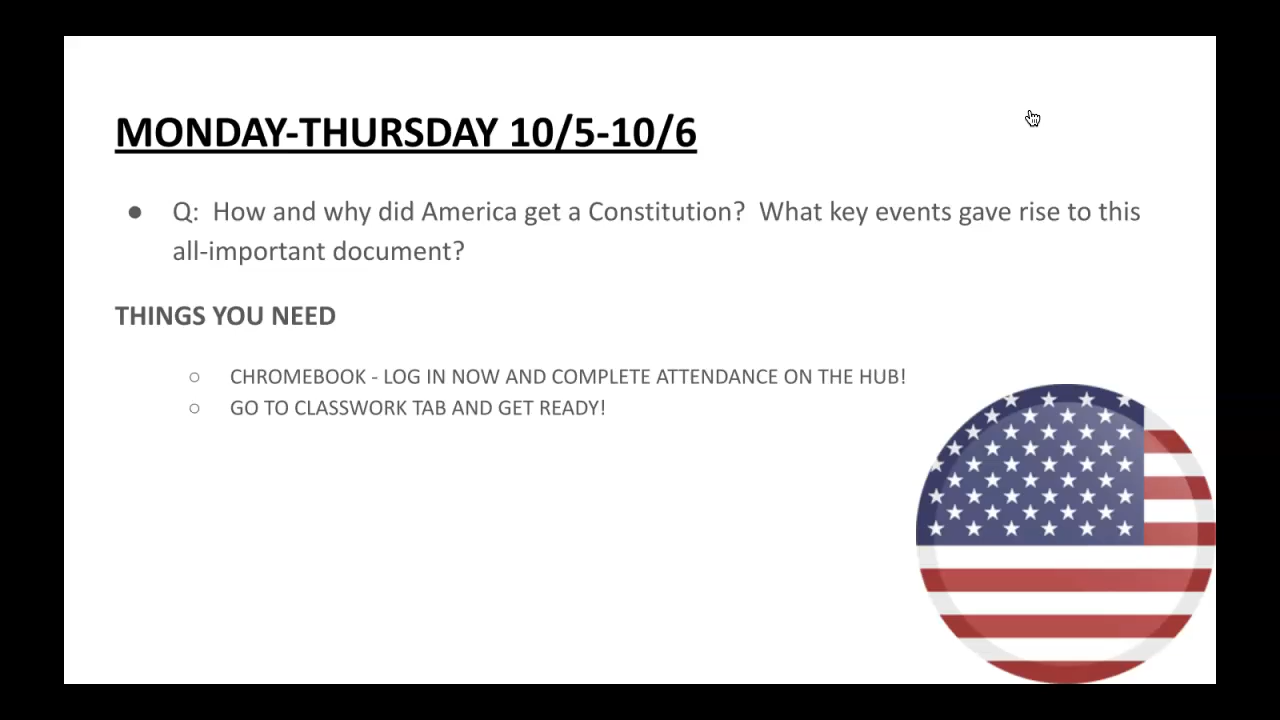 MONDAY-THURSDAY 10/5-10/6
● Q:  How and why did America get a Constitution?  What key events gave rise to this
all-important document?
THINGS YOU NEED
○ CHROMEBOOK - LOG IN NOW AND COMPLETE ATTENDANCE ON THE HUB!
○ GO TO CLASSWORK TAB AND GET READY!